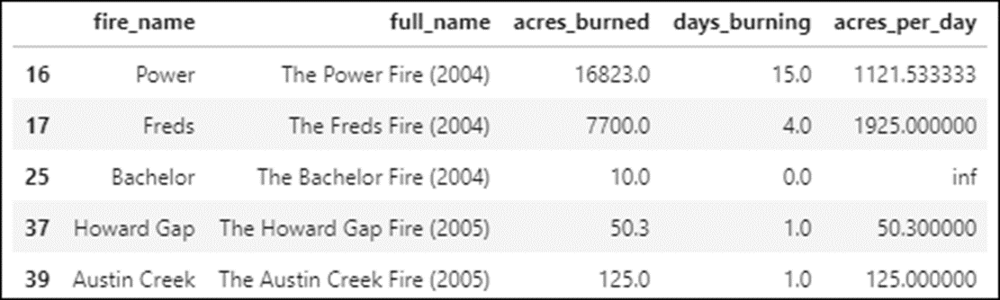 fire_name full_name acres_burned days_burning acres_per_day
16 Power The Power Fire (2004) 16823.0 15.0 1121.533333
17 Freds The Freds Fire (2004) 7700.0 4.0 1925.000000
25 Bachelor The Bachelor Fire (2004) 10.0 0.0 inf
37 Howard Gap The Howard Gap Fire (2005) 50.3 1.0 50.300000
39 Austin Creek The Austin Creek Fire (2005) 125.0 1.0 125.000000